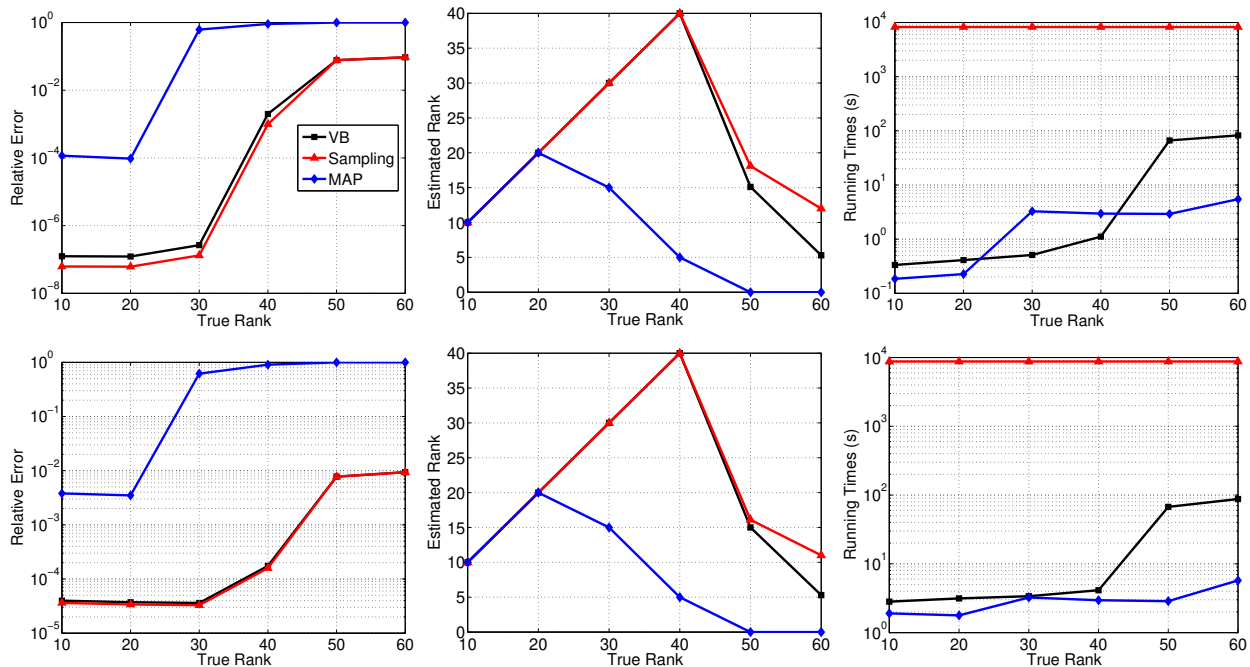 10^0
10^-2
10^-4
10^-6
10^-8
Relative Error
10 20 30 40 50 60
True Rank
VB
Sampling
MAP
40
35
30
25
20
15
10
5
0
Estimated Rank
10 20 30 40 50 60
True Rank
10^4
10^3
10^2
10^1
10^0
10^-1
Running Times (s)
10 20 30 40 50 60
True Rank
10^0
10^-1
10^-2
10^-3
10^-4
10^-5
Relative Error
10 20 30 40 50 60
True Rank
40
35
30
25
20
15
10
5
0
Estimated Rank
10 20 30 40 50 60
True Rank
10^4
10^3
10^2
10^1
10^0
Running Times (s)
10 20 30 40 50 60
True Rank